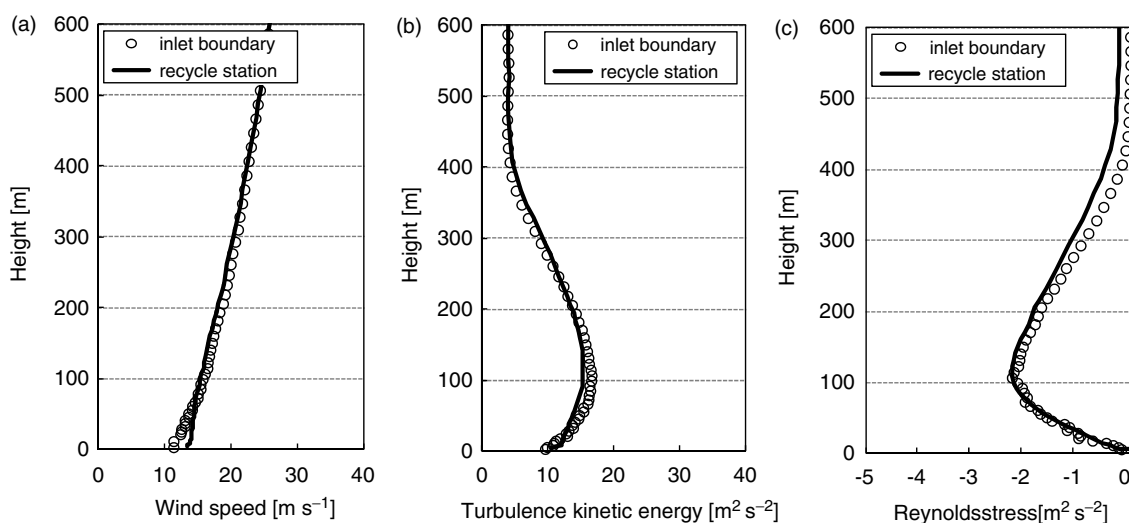 (a)
600
500
400
300
200
100
0
Height [m]
inlet boundary
recycle station
0 10 20 30 40
Wind speed [m s⁻¹]
(b)
600
500
400
300
200
100
0
Height [m]
inlet boundary
recycle station
0 10 20 30 40
Turbulence kinetic energy [m² s⁻²]
(c)
600
500
400
300
200
100
0
Height [m]
inlet boundary
recycle station
-5 -4 -3 -2 -1 0
Reynoldsstress[m² s⁻²]